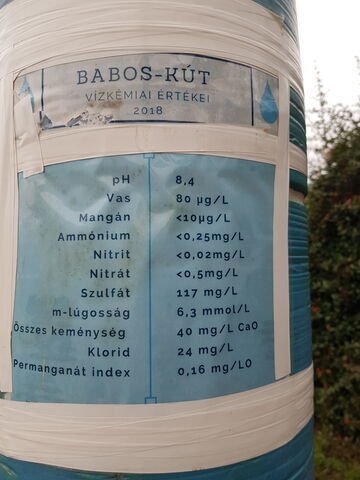 BABOS-KÚT
VÍZKÉMIAI ÉRTÉKEI
2018
pH 8,4
Vas 80 µg/L
Mangán <10µg/L
Ammónium <0,25mg/L
Nitrit <0,02mg/L
Nitrát <0,5mg/L
Szulfát 117 mg/L
m-lúgosság 6,3 mmol/L
Összes keménység 40 mg/L CaO
Klorid 24 mg/L
Permanganát index 0,16 mg/LO